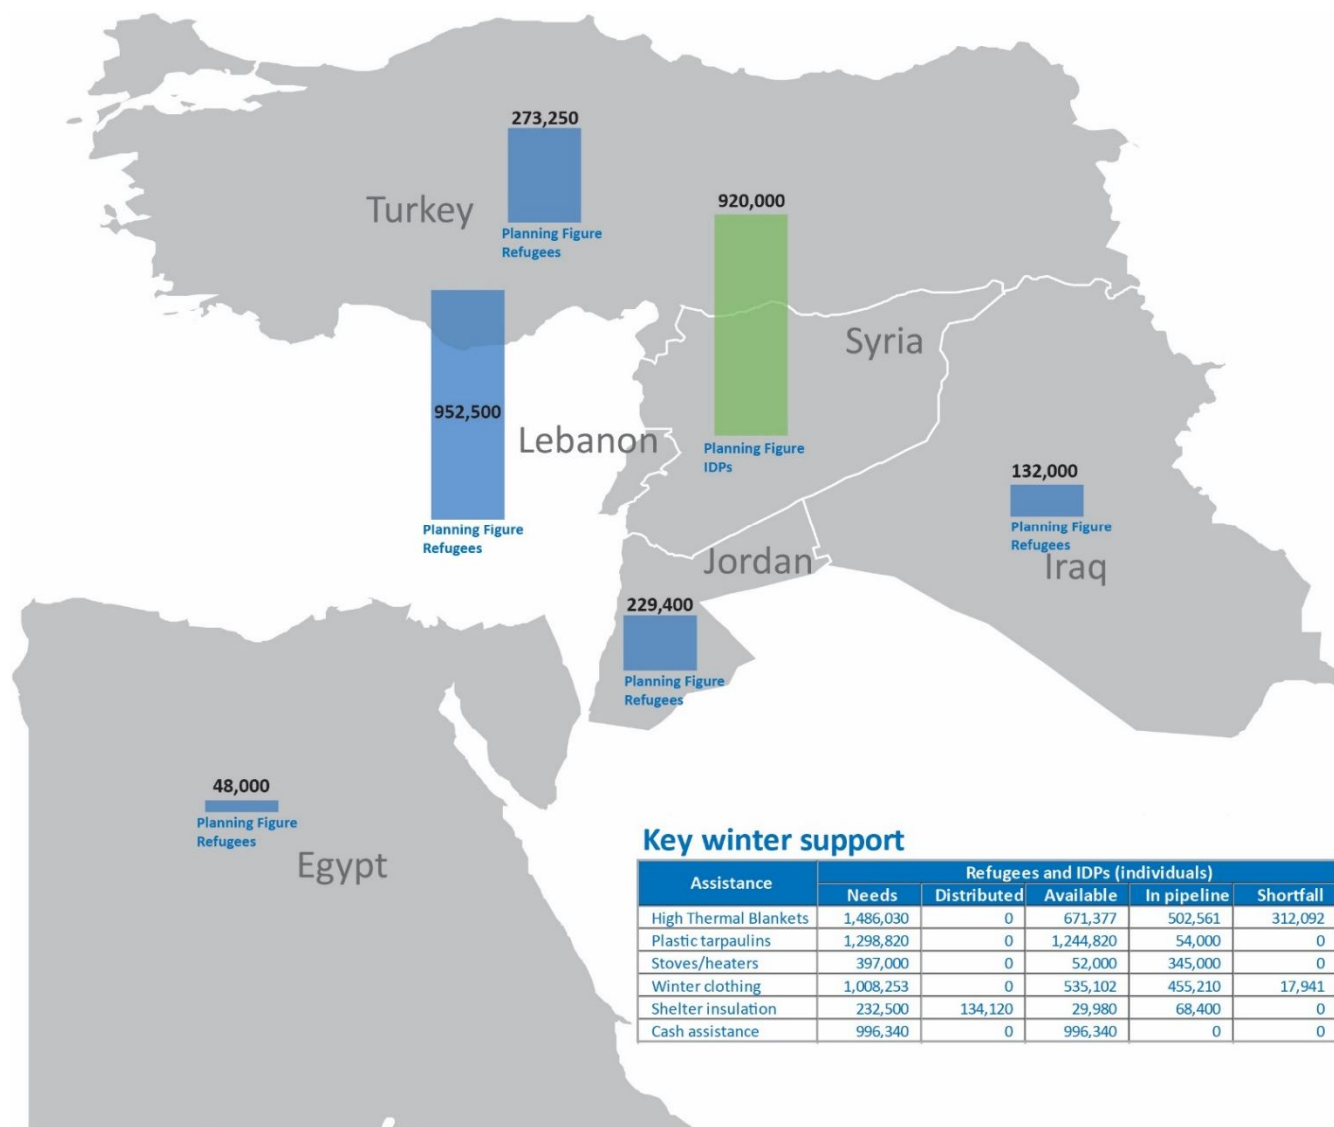 273,250
Turkey
Planning Figure
Refugees
920,000
Syria
Planning Figure
IDPs
952,500
Lebanon
Planning Figure
Refugees
132,000
Planning Figure
Refugees
Iraq
Jordan
229,400
Planning Figure
Refugees
48,000
Planning Figure
Refugees
Egypt
Key winter support
Assistance Refugees and IDPs (individuals)
Needs Distributed Available In pipeline Shortfall
High Thermal Blankets 1,486,030 0 671,377 502,561 312,092
Plastic tarpaulins 1,298,820 0 1,244,820 54,000 0
Stoves/heaters 397,000 0 52,000 345,000 0
Winter clothing 1,008,253 0 535,102 455,210 17,941
Shelter insulation 232,500 134,120 29,980 68,400 0
Cash assistance 996,340 0 996,340 0 0